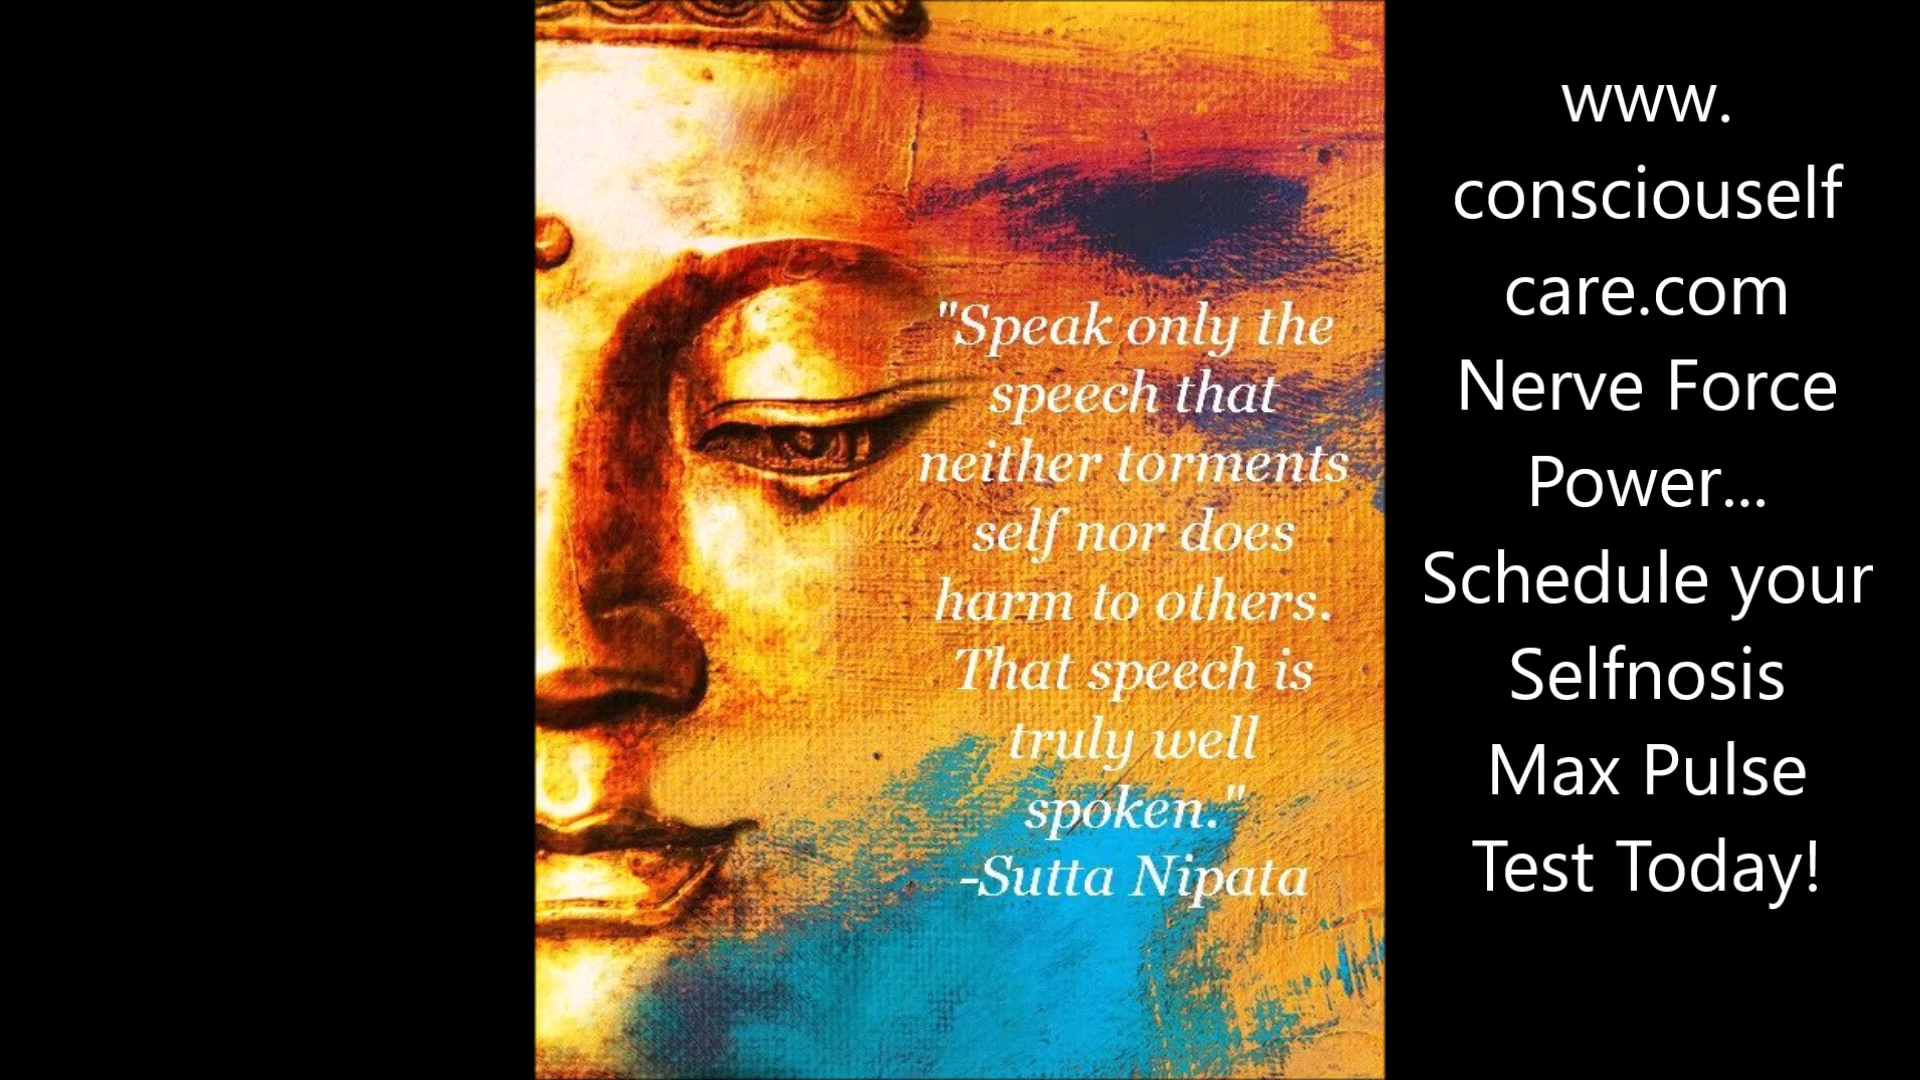 "Speak only the
speech that
neither torments
self nor does
harm to others.
That speech is
truly well
spoken."
-Sutta Nipata
www.
consciouself
care.com
Nerve Force
Power...
Schedule your
Selfnosis
Max Pulse
Test Today!